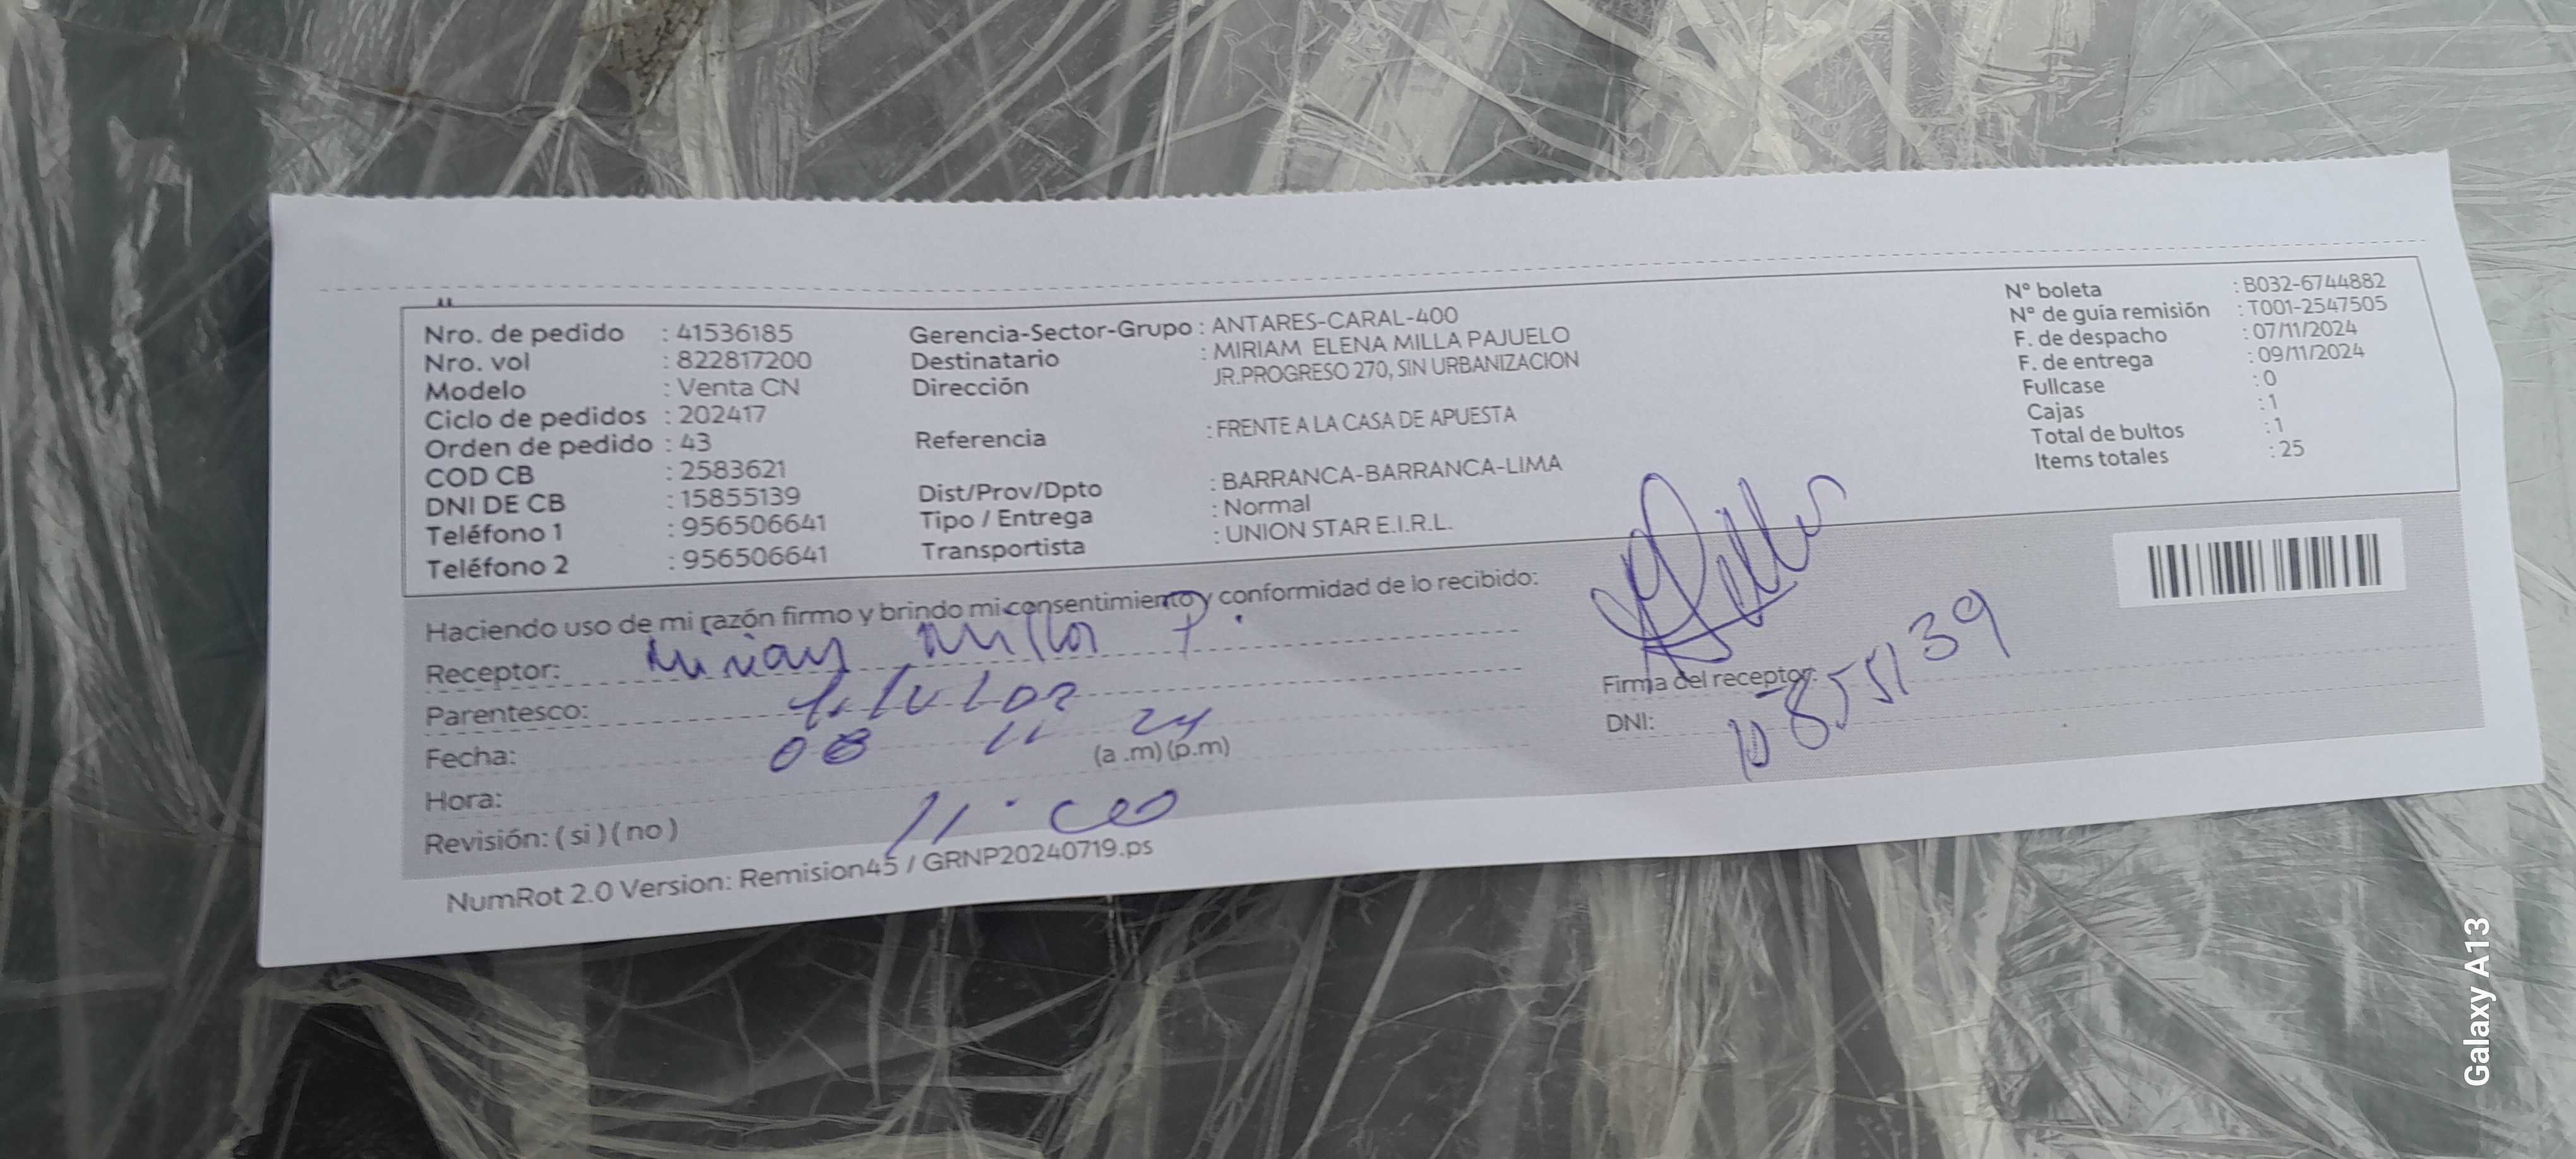 Nro. de pedido : 41536185
Nro. vol : 822817200
Modelo : Venta CN
Ciclo de pedidos : 202417
Orden de pedido : 43
COD CB : 2583621
DNI DE CB : 15855139
Teléfono 1 : 956506641
Teléfono 2 : 956506641
Gerencia-Sector-Grupo : ANTARES-CARAL-400
Destinatario : MIRIAM ELENA MILLA PAJUELO
Dirección JR.PROGRESO 270, SIN URBANIZACION
Referencia : FRENTE A LA CASA DE APUESTA
Dist/Prov/Dpto : BARRANCA-BARRANCA-LIMA
Tipo / Entrega : Normal
Transportista : UNION STAR E.I.R.L.
N° boleta : B032-6744882
N° de guía remisión : T001-2547505
F. de despacho : 07/11/2024
F. de entrega : 09/11/2024
Fullcase : 0
Cajas : 1
Total de bultos : 1
Items totales : 25
Haciendo uso de mi razón firmo y brindo mi consentimiento y conformidad de lo recibido:
Receptor: Miriam Milla P.
Parentesco:
Fecha: 08 11 24
(a .m) (p.m)
Hora: 11:00
Revisión: ( si ) ( no )
Firma del receptor:
DNI: 15855139
NumRot 2.0 Version: Remision45 / GRNP20240719.ps
Galaxy A13